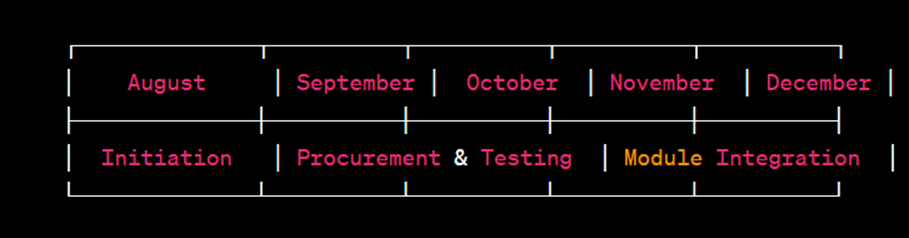 August September October November December
Initiation Procurement & Testing Module Integration